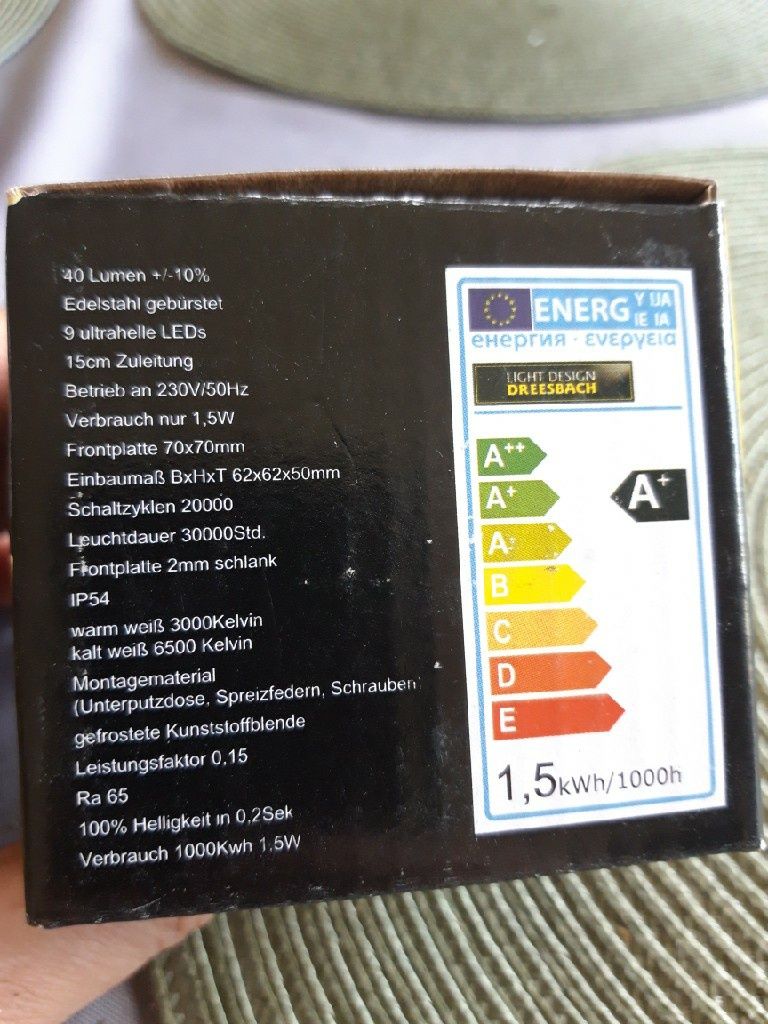 40 Lumen +/-10%
Edelstahl gebürstet
9 ultrahelle LEDs
15cm Zuleitung
Betrieb an 230V/50Hz
Verbrauch nur 1,5W
Frontplatte 70x70mm
Einbaumaß BxHxT 62x62x50mm
Schaltzyklen 20000
Leuchtdauer 30000Std.
Frontplatte 2mm schlank
IP54
warm weiß 3000Kelvin
kalt weiß 6500 Kelvin
Montagematerial
(Unterputzdose, Spreizfedern, Schrauben
gefrostete Kunststoffblende
Leistungsfaktor 0,15
Ra 65
100% Helligkeit in 0,2Sek
Verbrauch 1000Kwh 1.5W
ENERG Y IJA
IE IA
енергия · ενεργεια
LIGHT DESIGN
DREESBACH
A++
A+
A+
A
B
C
D
E
1,5kWh/1000h